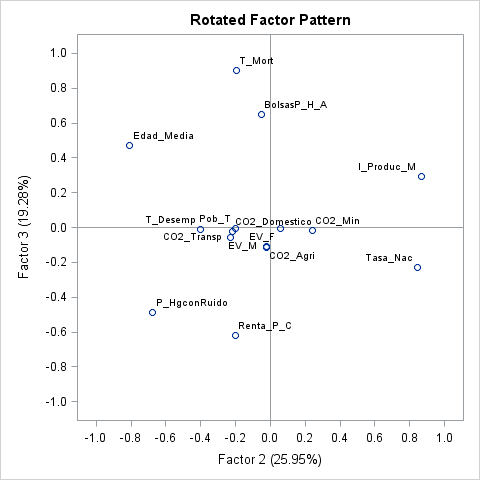 Rotated Factor Pattern
1.0
T_Mort
0.8
BolsasP_H_A
0.6
Edad_Media
0.4
I_Produc_M
0.2
T_Desemp
Pob_T
CO2_Domestico
CO2_Min
0.0
CO2_Transp
EV_F
EV_M
CO2_Agri
Tasa_Nac
-0.2
-0.4
P_HgconRuido
Renta_P_C
-0.6
-0.8
-1.0
Factor 3 (19.28%)
-1.0 -0.8 -0.6 -0.4 -0.2 0.0 0.2 0.4 0.6 0.8 1.0
Factor 2 (25.95%)